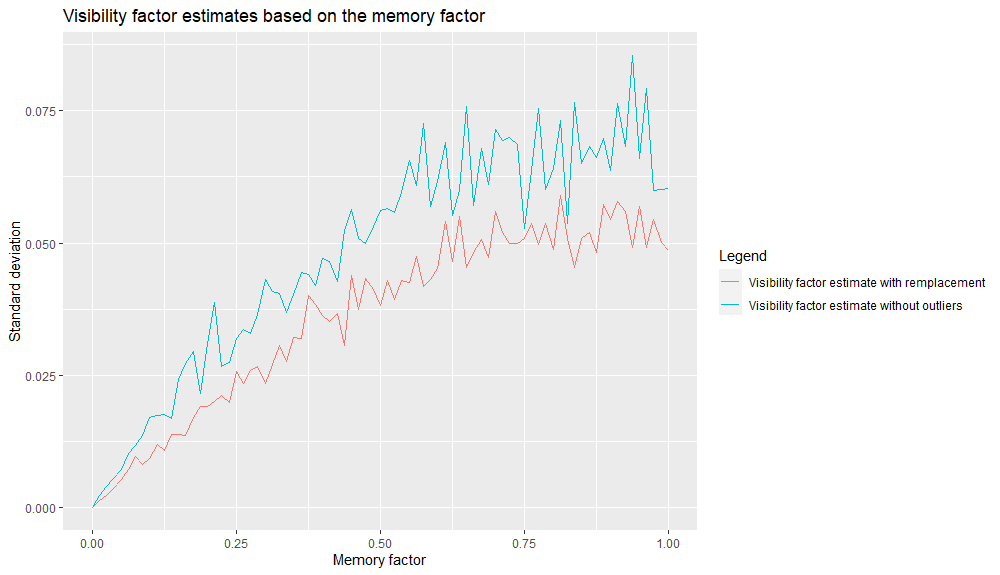 Visibility factor estimates based on the memory factor
0.075
0.050
0.025
0.000
Standard deviation
0.00 0.25 0.50 0.75 1.00
Memory factor
Legend
Visibility factor estimate with remplacement
Visibility factor estimate without outliers